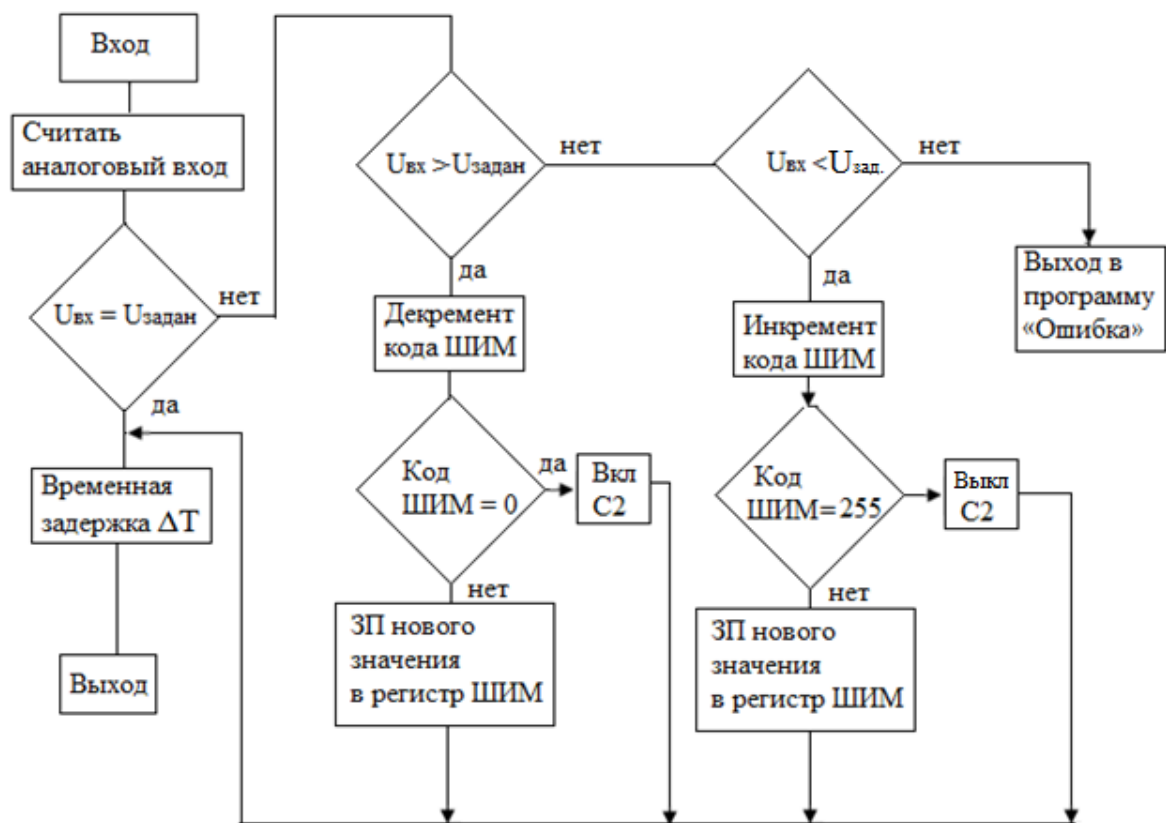 Вход
Считать
аналоговый вход
Uвх = Uзадан
нет
да
Временная
задержка ΔT
Выход
Uвх >Uзадан
нет
да
Декремент
кода ШИМ
Код
ШИМ = 0
да
Вкл
С2
нет
ЗП нового
значения
в регистр ШИМ
Uвх <Uзад.
нет
да
Выход в
программу
«Ошибка»
Инкремент
кода ШИМ
Код
ШИМ= 255
Выкл
С2
нет
ЗП нового
значения
в регистр ШИМ